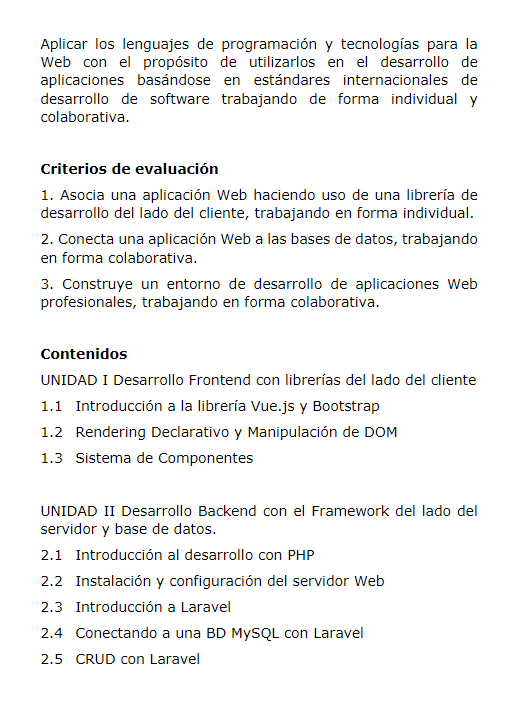 Aplicar los lenguajes de programación y tecnologías para la
Web con el propósito de utilizarlos en el desarrollo de
aplicaciones basándose en estándares internacionales de
desarrollo de software trabajando de forma individual y
colaborativa.
Criterios de evaluación
1. Asocia una aplicación Web haciendo uso de una librería de
desarrollo del lado del cliente, trabajando en forma individual.
2. Conecta una aplicación Web a las bases de datos, trabajando
en forma colaborativa.
3. Construye un entorno de desarrollo de aplicaciones Web
profesionales, trabajando en forma colaborativa.
Contenidos
UNIDAD I Desarrollo Frontend con librerías del lado del cliente
1.1 Introducción a la librería Vue.js y Bootstrap
1.2 Rendering Declarativo y Manipulación de DOM
1.3 Sistema de Componentes
UNIDAD II Desarrollo Backend con el Framework del lado del
servidor y base de datos.
2.1 Introducción al desarrollo con PHP
2.2 Instalación y configuración del servidor Web
2.3 Introducción a Laravel
2.4 Conectando a una BD MySQL con Laravel
2.5 CRUD con Laravel